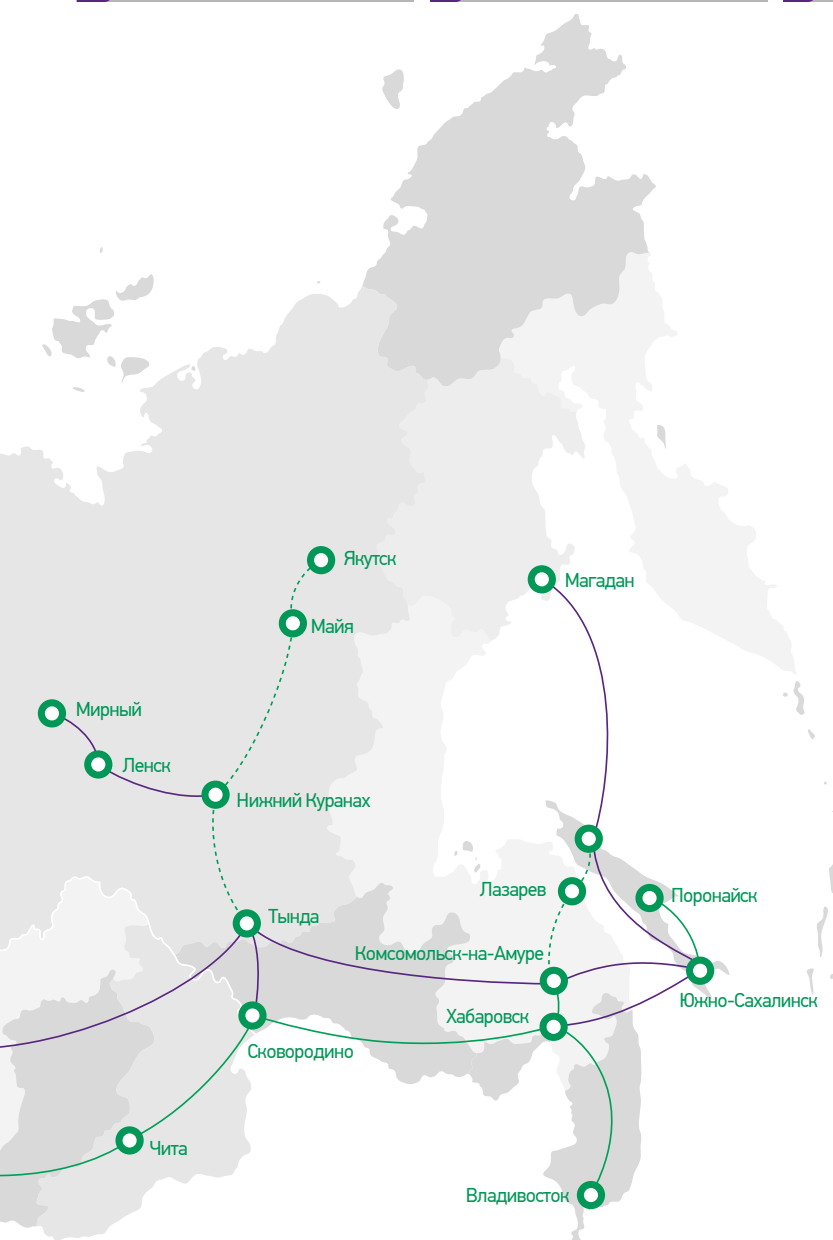 Якутск
Магадан
Майя
Мирный
Ленск
Нижний Куранах
Лазарев
Поронайск
Тында
Комсомольск-на-Амуре
Южно-Сахалинск
Хабаровск
Сковородино
Чита
Владивосток